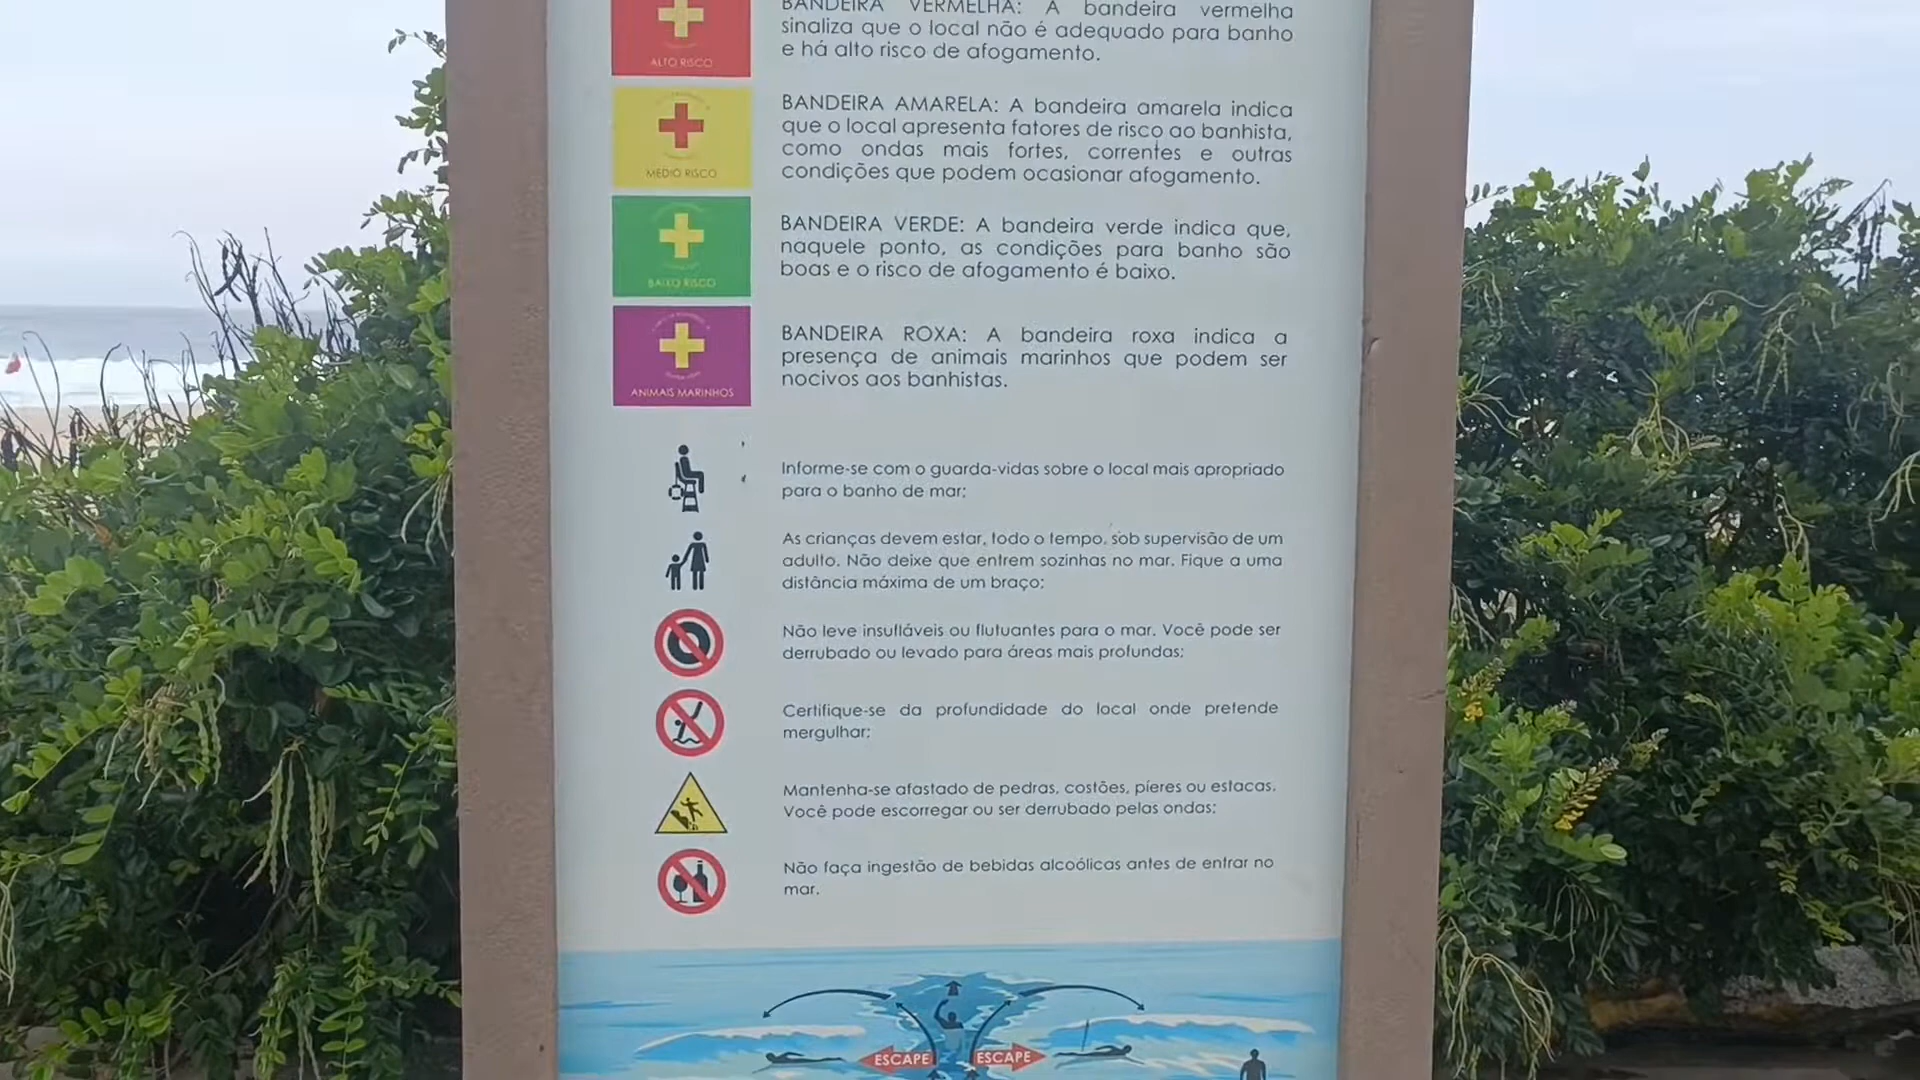 ALTO RISCO
BANDEIRA VERMELHA: A bandeira vermelha
sinaliza que o local não é adequado para banho
e há alto risco de afogamento.
MÉDIO RISCO
BANDEIRA AMARELA: A bandeira amarela indica
que o local apresenta fatores de risco ao banhista,
como ondas mais fortes, correntes e outras
condições que podem ocasionar afogamento.
BAIXO RISCO
BANDEIRA VERDE: A bandeira verde indica que,
naquele ponto, as condições para banho são
boas e o risco de afogamento é baixo.
ANIMAIS MARINHOS
BANDEIRA ROXA: A bandeira roxa indica a
presença de animais marinhos que podem ser
nocivos aos banhistas.
Informe-se com o guarda-vidas sobre o local mais apropriado
para o banho de mar;
As crianças devem estar, todo o tempo, sob supervisão de um
adulto. Não deixe que entrem sozinhas no mar. Fique a uma
distância máxima de um braço;
Não leve insufláveis ou flutuantes para o mar. Você pode ser
derrubado ou levado para áreas mais profundas;
Certifique-se da profundidade do local onde pretende
mergulhar;
Mantenha-se afastado de pedras, costões, píeres ou estacas.
Você pode escorregar ou ser derrubado pelas ondas;
Não faça ingestão de bebidas alcoólicas antes de entrar no
mar.
ESCAPE
ESCAPE